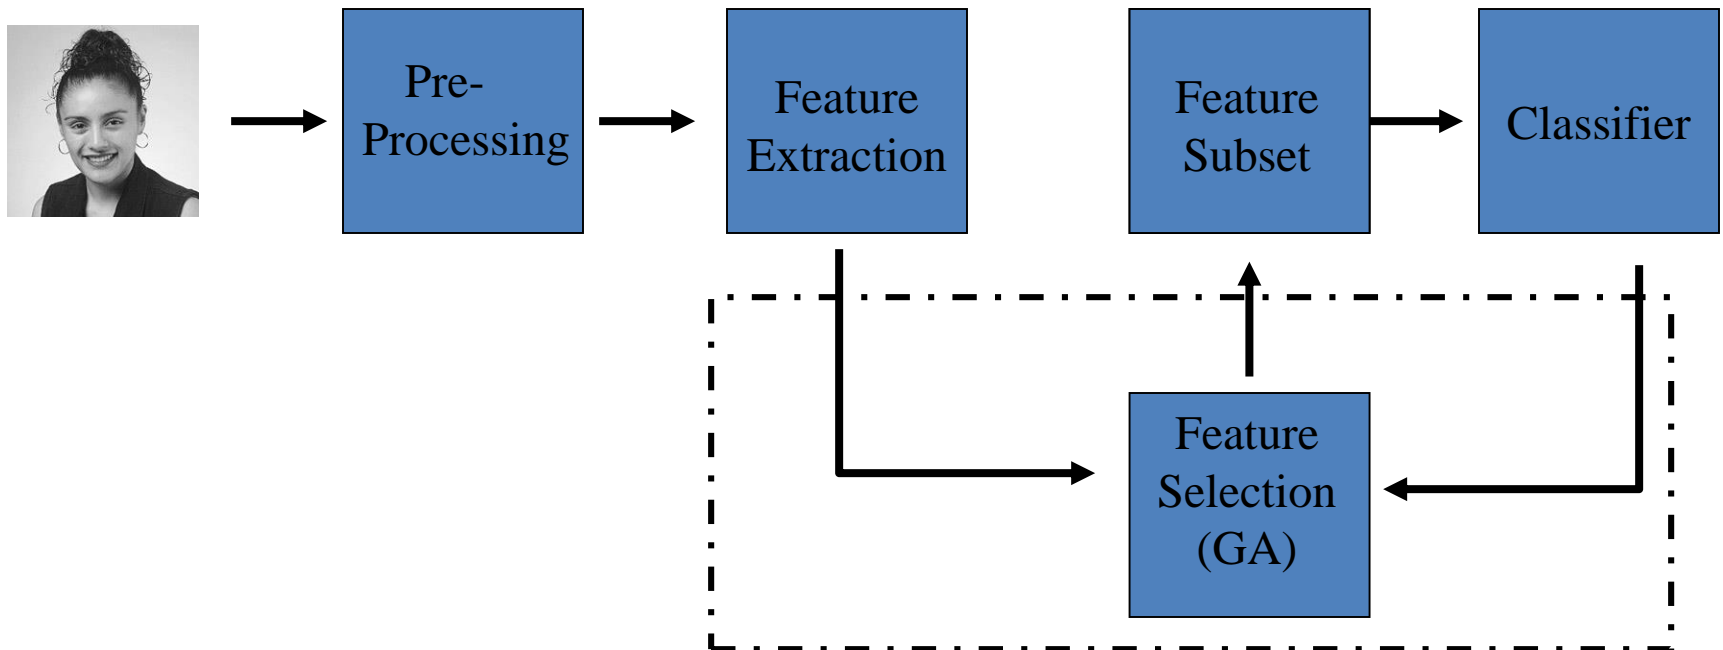 Pre-
Processing
Feature
Extraction
Feature
Subset
Classifier
Feature
Selection
(GA)